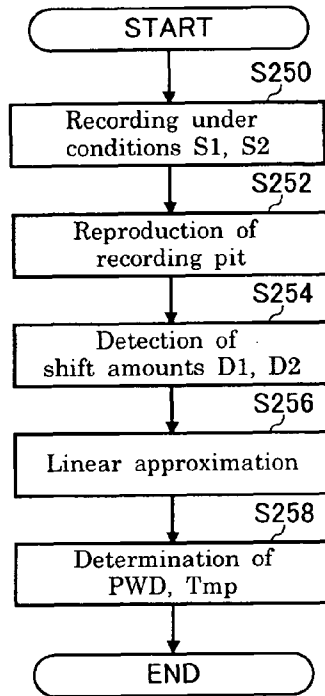 START
S250
Recording under
conditions S1, S2
S252
Reproduction of
recording pit
S254
Detection of
shift amounts D1, D2
S256
Linear approximation
S258
Determination of
PWD, Tmp
END